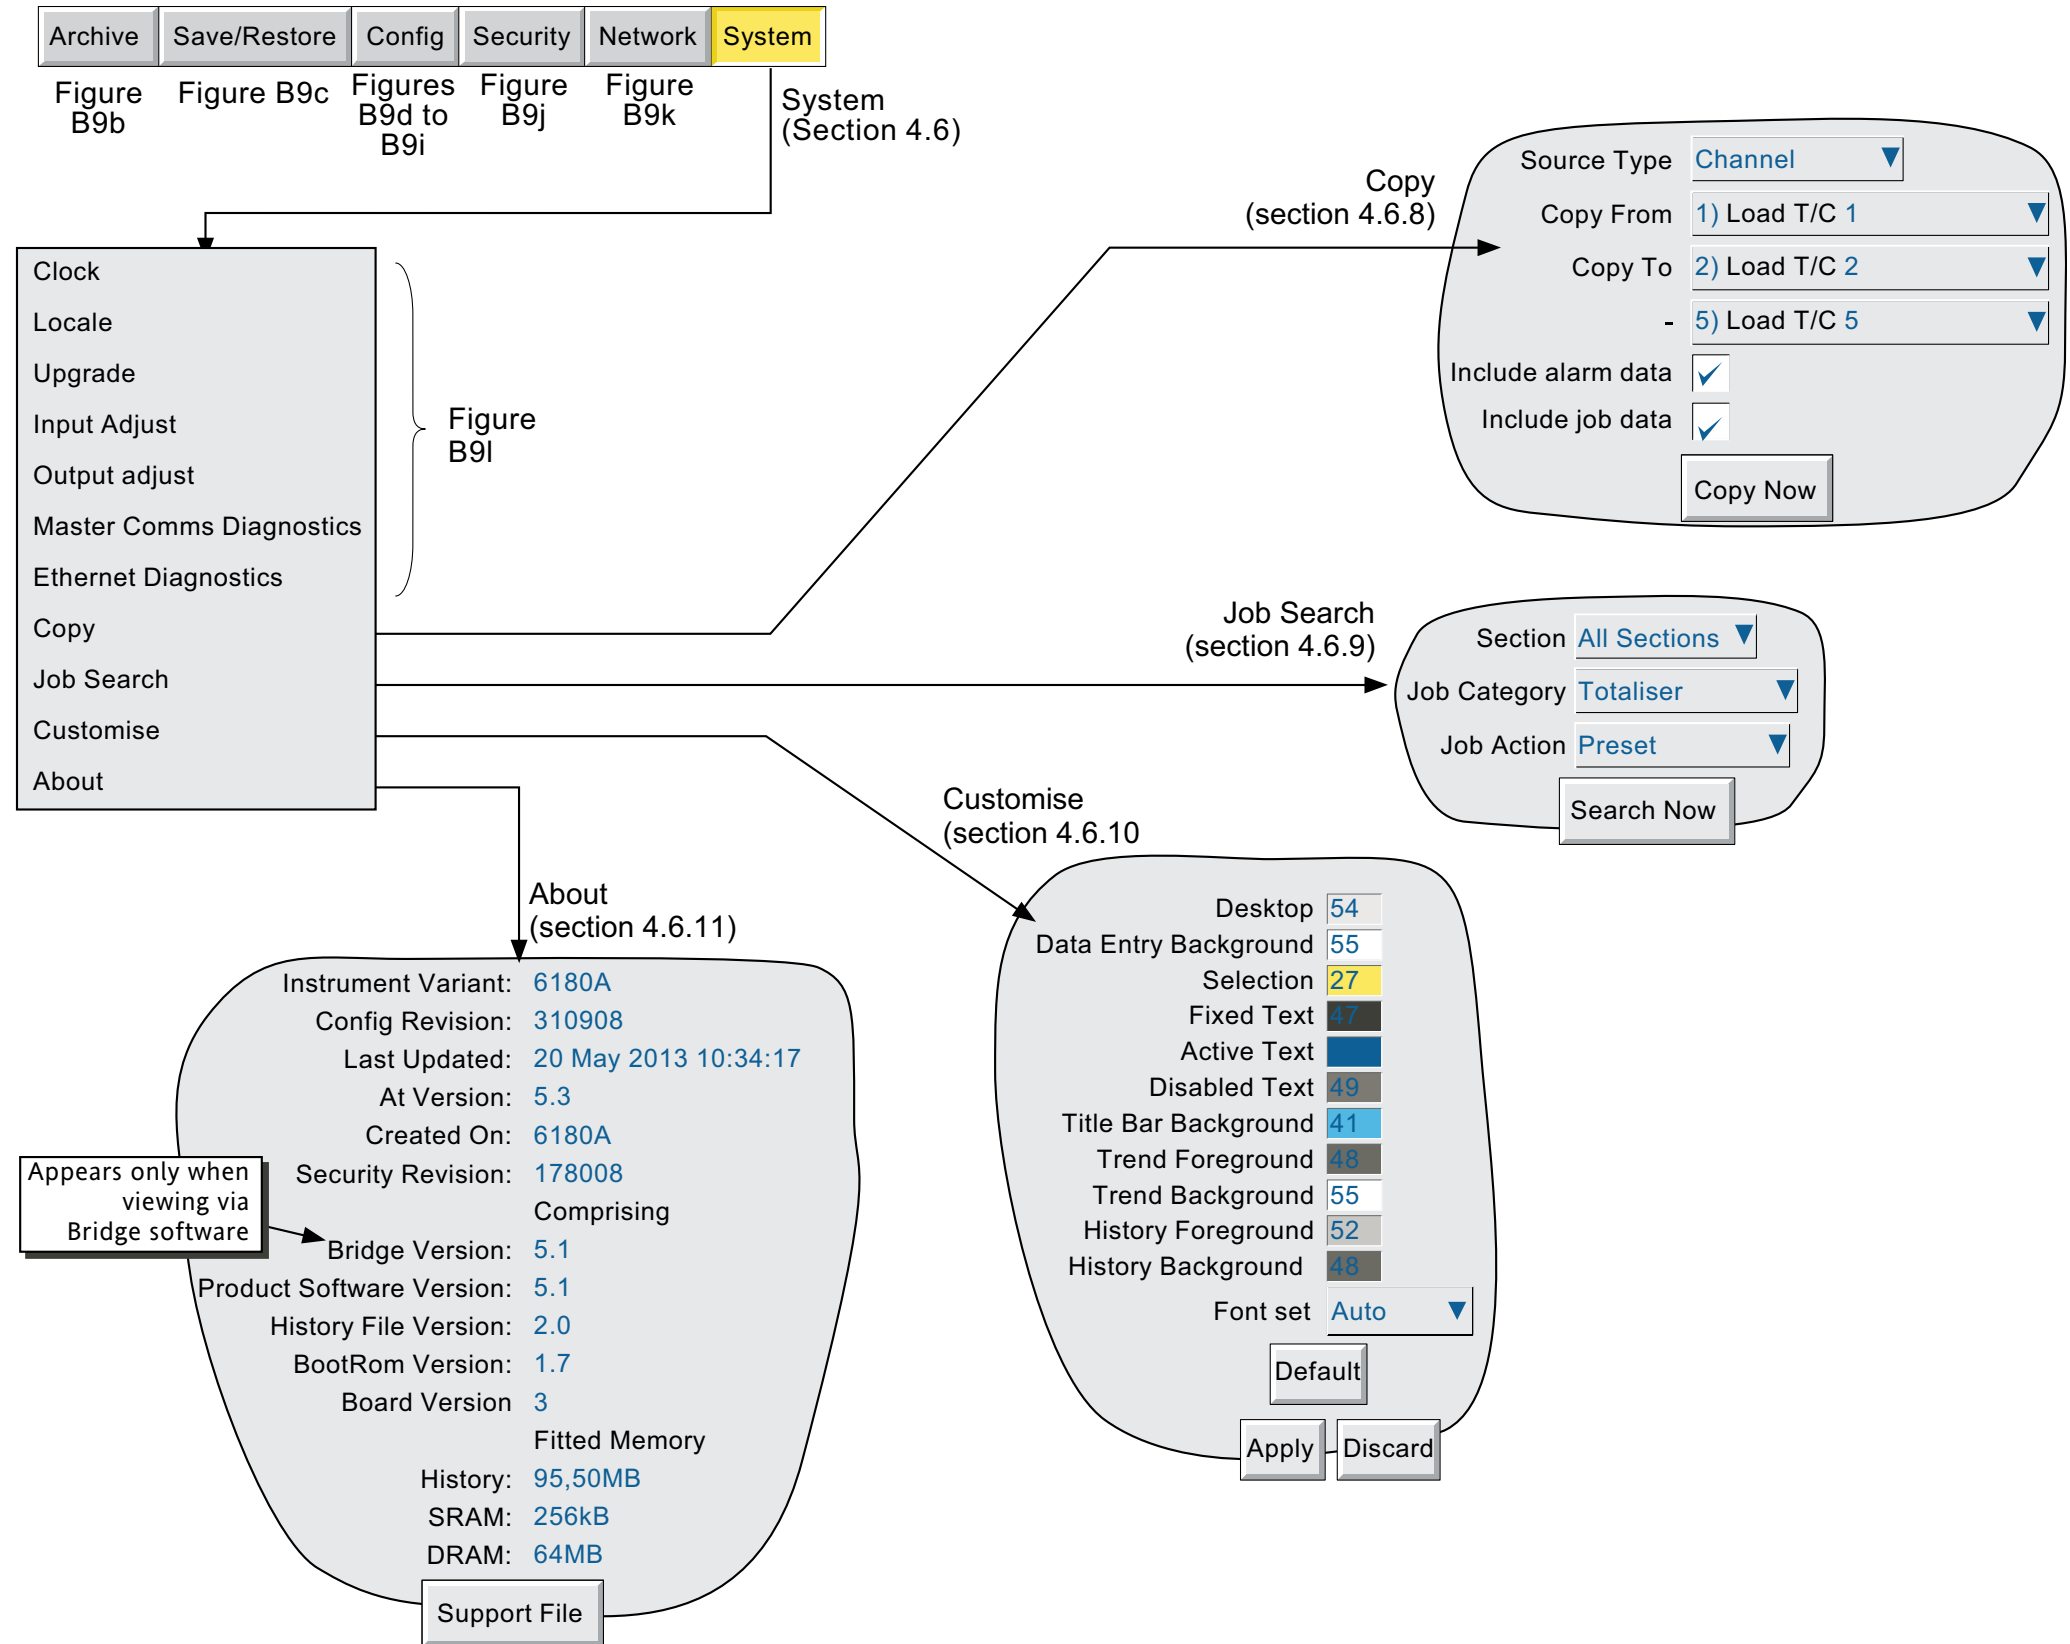 Archive Save/Restore Config Security Network System
Figure
B9b
Figure B9c
Figures
B9d to
B9i
Figure
B9j
Figure
B9k
System
(Section 4.6)
Clock
Locale
Upgrade
Input Adjust
Output adjust
Master Comms Diagnostics
Ethernet Diagnostics
Copy
Job Search
Customise
About
Figure
B9l
Copy
(section 4.6.8)
Source Type Channel
Copy From 1) Load T/C 1
Copy To 2) Load T/C 2
- 5) Load T/C 5
Include alarm data
Include job data
Copy Now
Job Search
(section 4.6.9)
Section All Sections
Job Category Totaliser
Job Action Preset
Search Now
Customise
(section 4.6.10
Desktop 54
Data Entry Background 55
Selection 27
Fixed Text 47
Active Text
Disabled Text 49
Title Bar Background 41
Trend Foreground 48
Trend Background 55
History Foreground 52
History Background 48
Font set Auto
Default
Apply Discard
About
(section 4.6.11)
Instrument Variant: 6180A
Config Revision: 310908
Last Updated: 20 May 2013 10:34:17
At Version: 5.3
Created On: 6180A
Security Revision: 178008
Comprising
Bridge Version: 5.1
Product Software Version: 5.1
History File Version: 2.0
BootRom Version: 1.7
Board Version 3
Fitted Memory
History: 95,50MB
SRAM: 256kB
DRAM: 64MB
Support File
Appears only when
viewing via
Bridge software